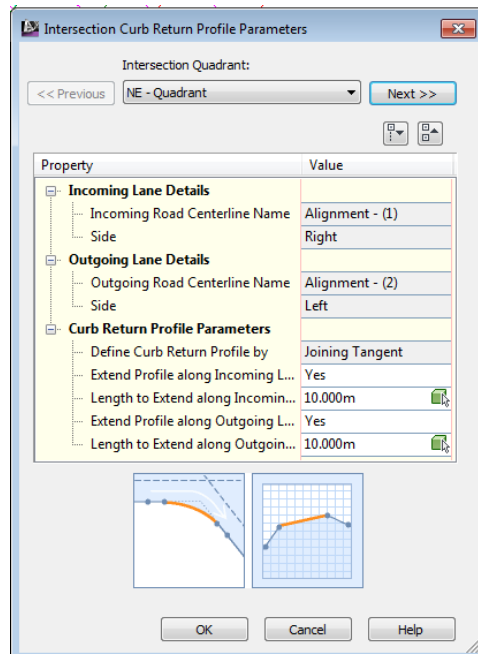 Intersection Curb Return Profile Parameters
Intersection Quadrant:
<< Previous NE - Quadrant Next >>
Property Value
Incoming Lane Details
Incoming Road Centerline Name Alignment - (1)
Side Right
Outgoing Lane Details
Outgoing Road Centerline Name Alignment - (2)
Side Left
Curb Return Profile Parameters
Define Curb Return Profile by Joining Tangent
Extend Profile along Incoming L... Yes
Length to Extend along Incomin... 10.000m
Extend Profile along Outgoing L... Yes
Length to Extend along Outgoin... 10.000m
OK Cancel Help